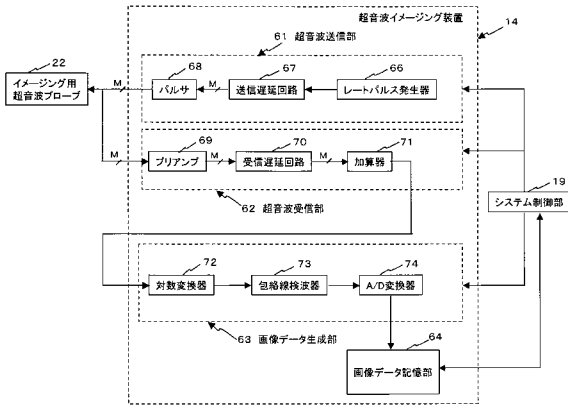 超音波イメージング装置
14
61 超音波送信部
22
イメージング用
超音波プローブ
M
68
パルサ
M
67
送信遅延回路
66
レートパルス発生器
M
69
プリアンプ
M
70
受信遅延回路
M
71
加算器
62 超音波受信部
19
システム制御部
72
対数変換器
73
包絡線検波器
74
A/D変換器
63 画像データ生成部
64
画像データ記憶部